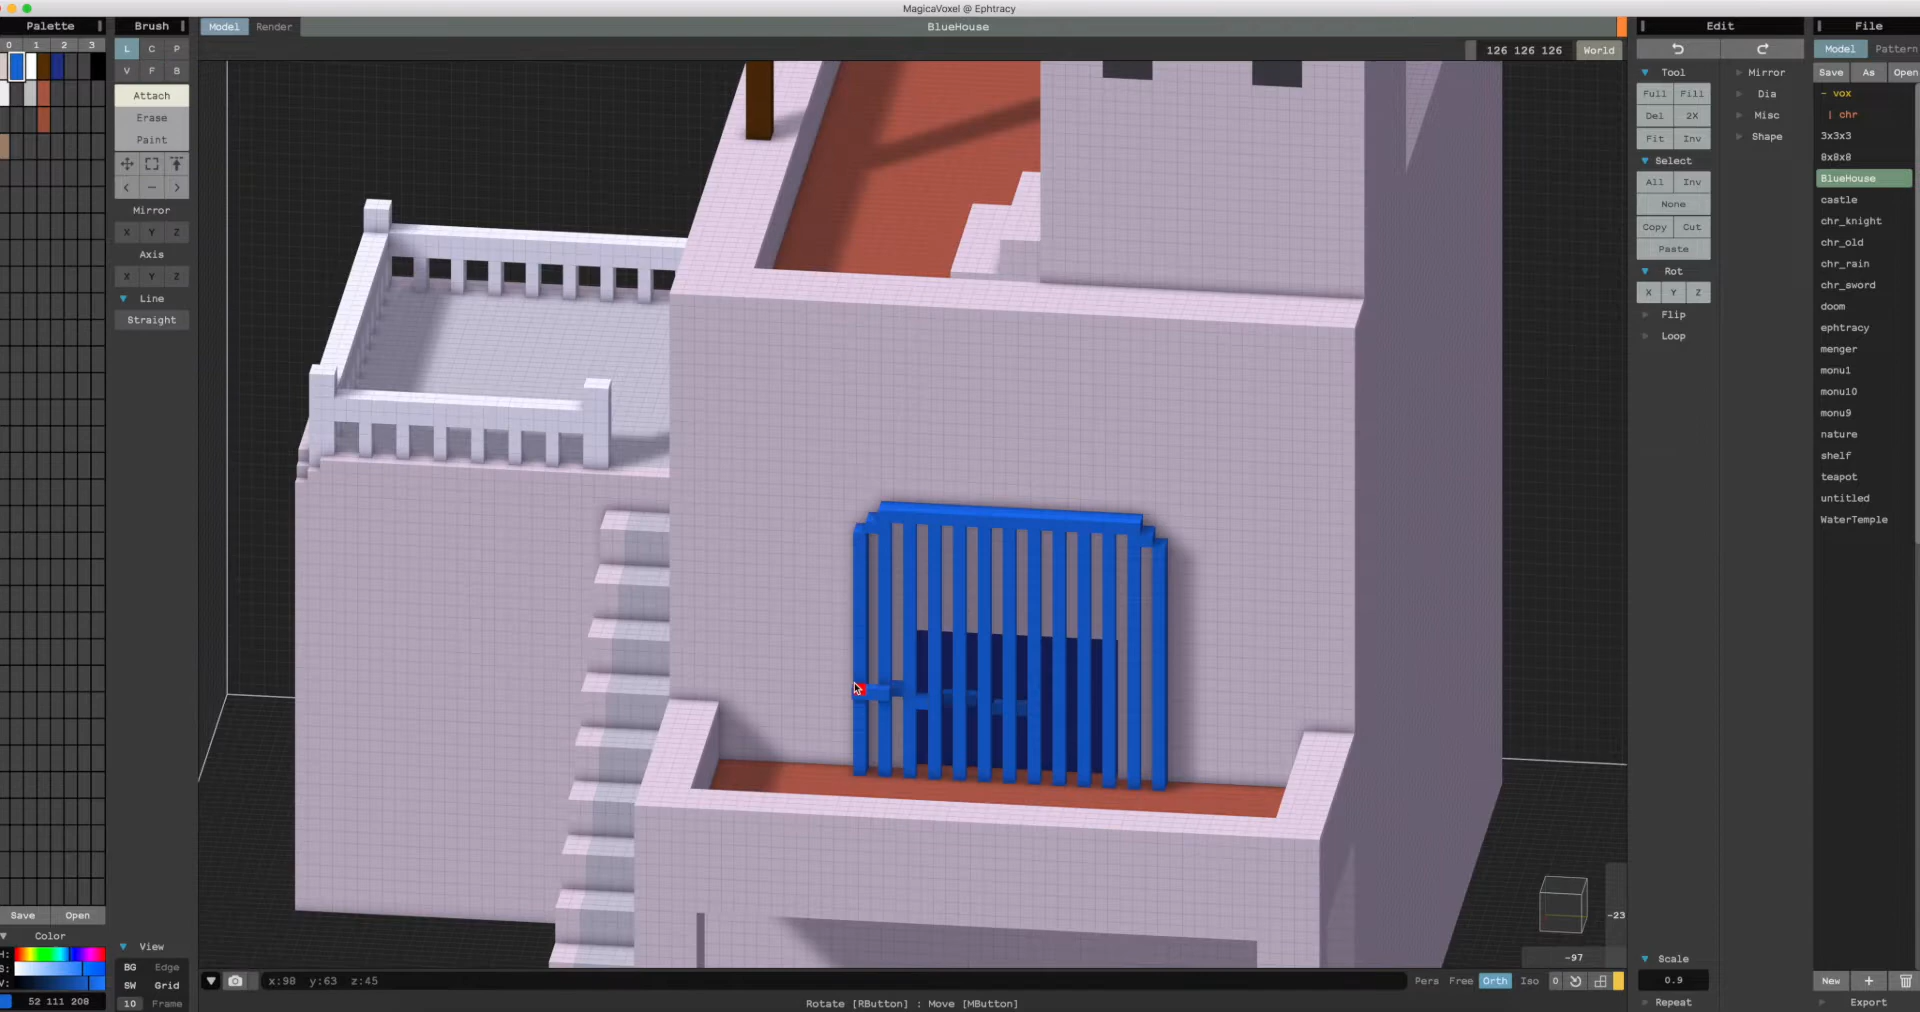 MagicaVoxel @ Ephtracy
Palette
0 1 2 3
Save Open
Color
H:
S:
V:
52 111 208
Brush
L C P
V F B
Attach
Erase
Paint
Mirror
X Y Z
Axis
X Y Z
Line
Straight
View
BG Edge
SW Grid
10 Frame
Model Render
BlueHouse
126 126 126 World
-23
-97
x:98 y:63 z:45
Pers Free Orth Iso 0
Rotate [RButton] : Move [MButton]
Edit
Tool
Full Fill
Del 2X
Fit Inv
Select
All Inv
None
Copy Cut
Paste
Rot
X Y Z
Flip
Loop
Mirror
Dia
Misc
Shape
Scale
0.9
Repeat
File
Model Pattern
Save As Open
- vox
| chr
3x3x3
8x8x8
BlueHouse
castle
chr_knight
chr_old
chr_rain
chr_sword
doom
ephtracy
menger
monu1
monu10
monu9
nature
shelf
teapot
untitled
WaterTemple
New +
Export